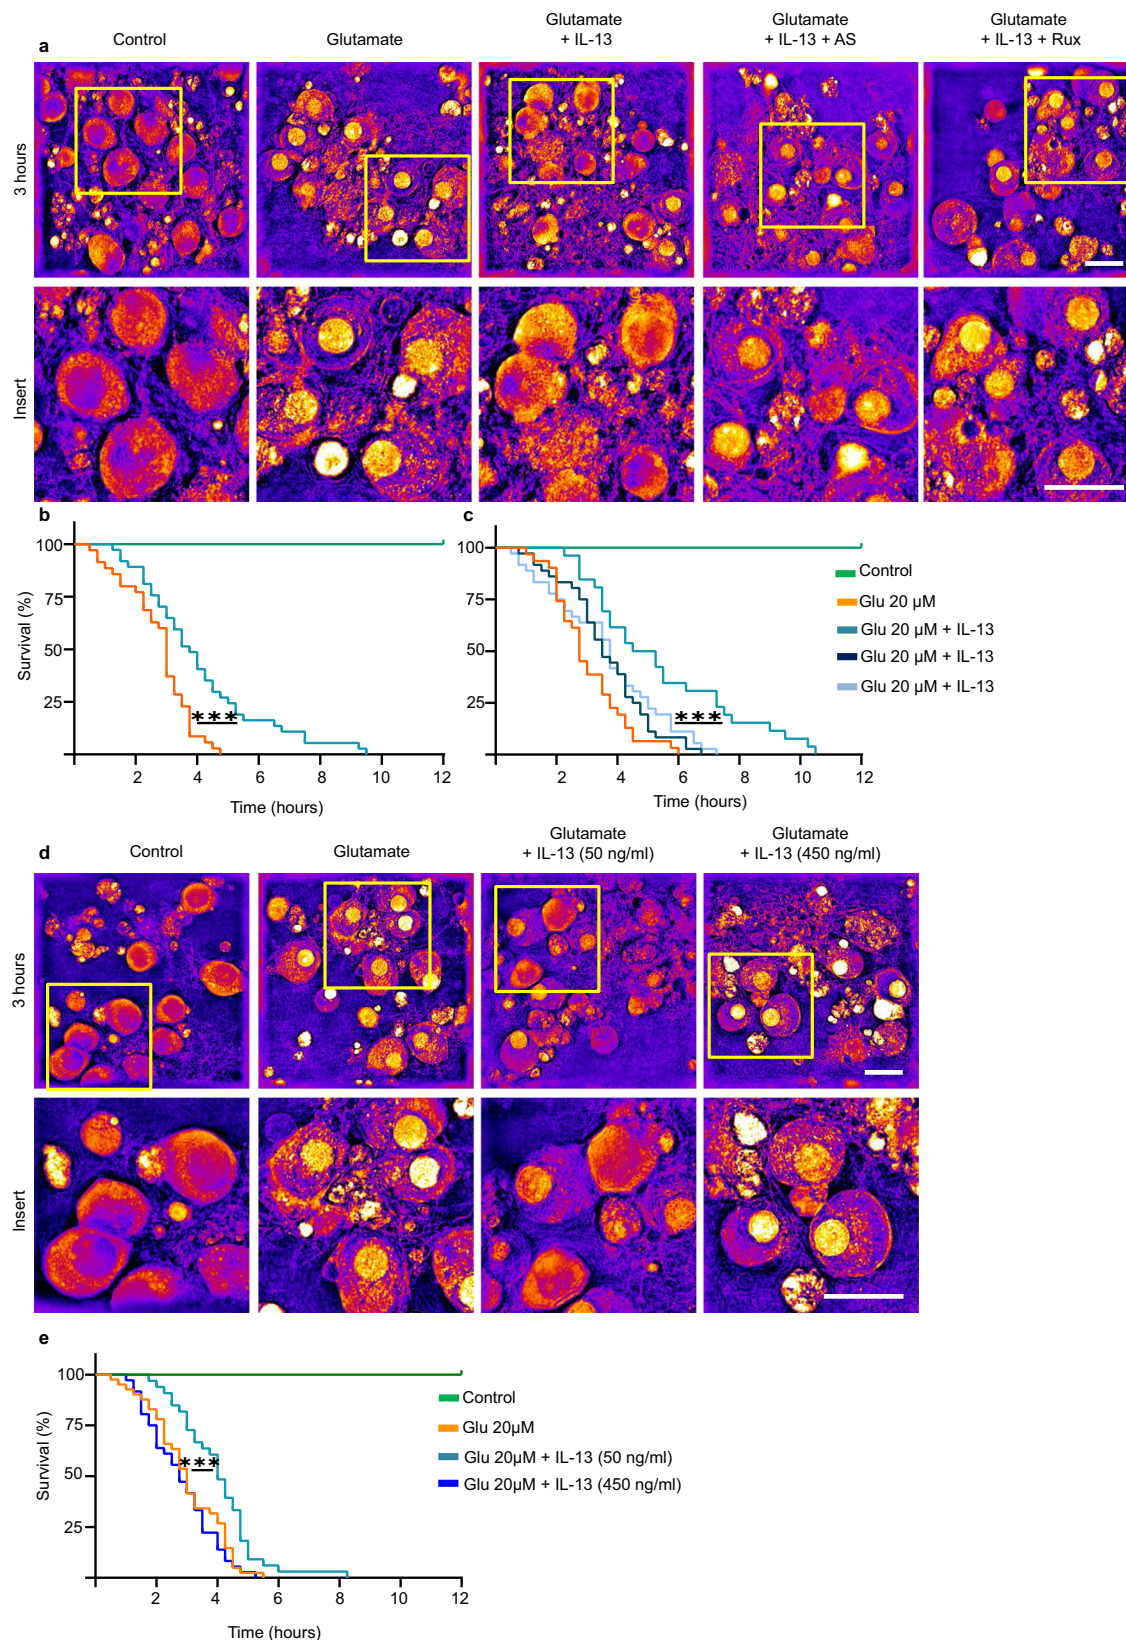 a
Control
Glutamate
Glutamate
+ IL-13
Glutamate
+ IL-13 + AS
Glutamate
+ IL-13 + Rux
3 hours
Insert
b
100
75
50
25
Survival (%)
***
2
4
6
8
10
12
Time (hours)
c
100
75
50
25
***
2
4
6
8
10
12
Time (hours)
Control
Glu 20 µM
Glu 20 µM + IL-13
Glu 20 µM + IL-13
Glu 20 µM + IL-13
d
Control
Glutamate
Glutamate
+ IL-13 (50 ng/ml)
Glutamate
+ IL-13 (450 ng/ml)
3 hours
Insert
e
100
75
50
25
Survival (%)
***
2
4
6
8
10
12
Time (hours)
Control
Glu 20µM
Glu 20µM + IL-13 (50 ng/ml)
Glu 20µM + IL-13 (450 ng/ml)